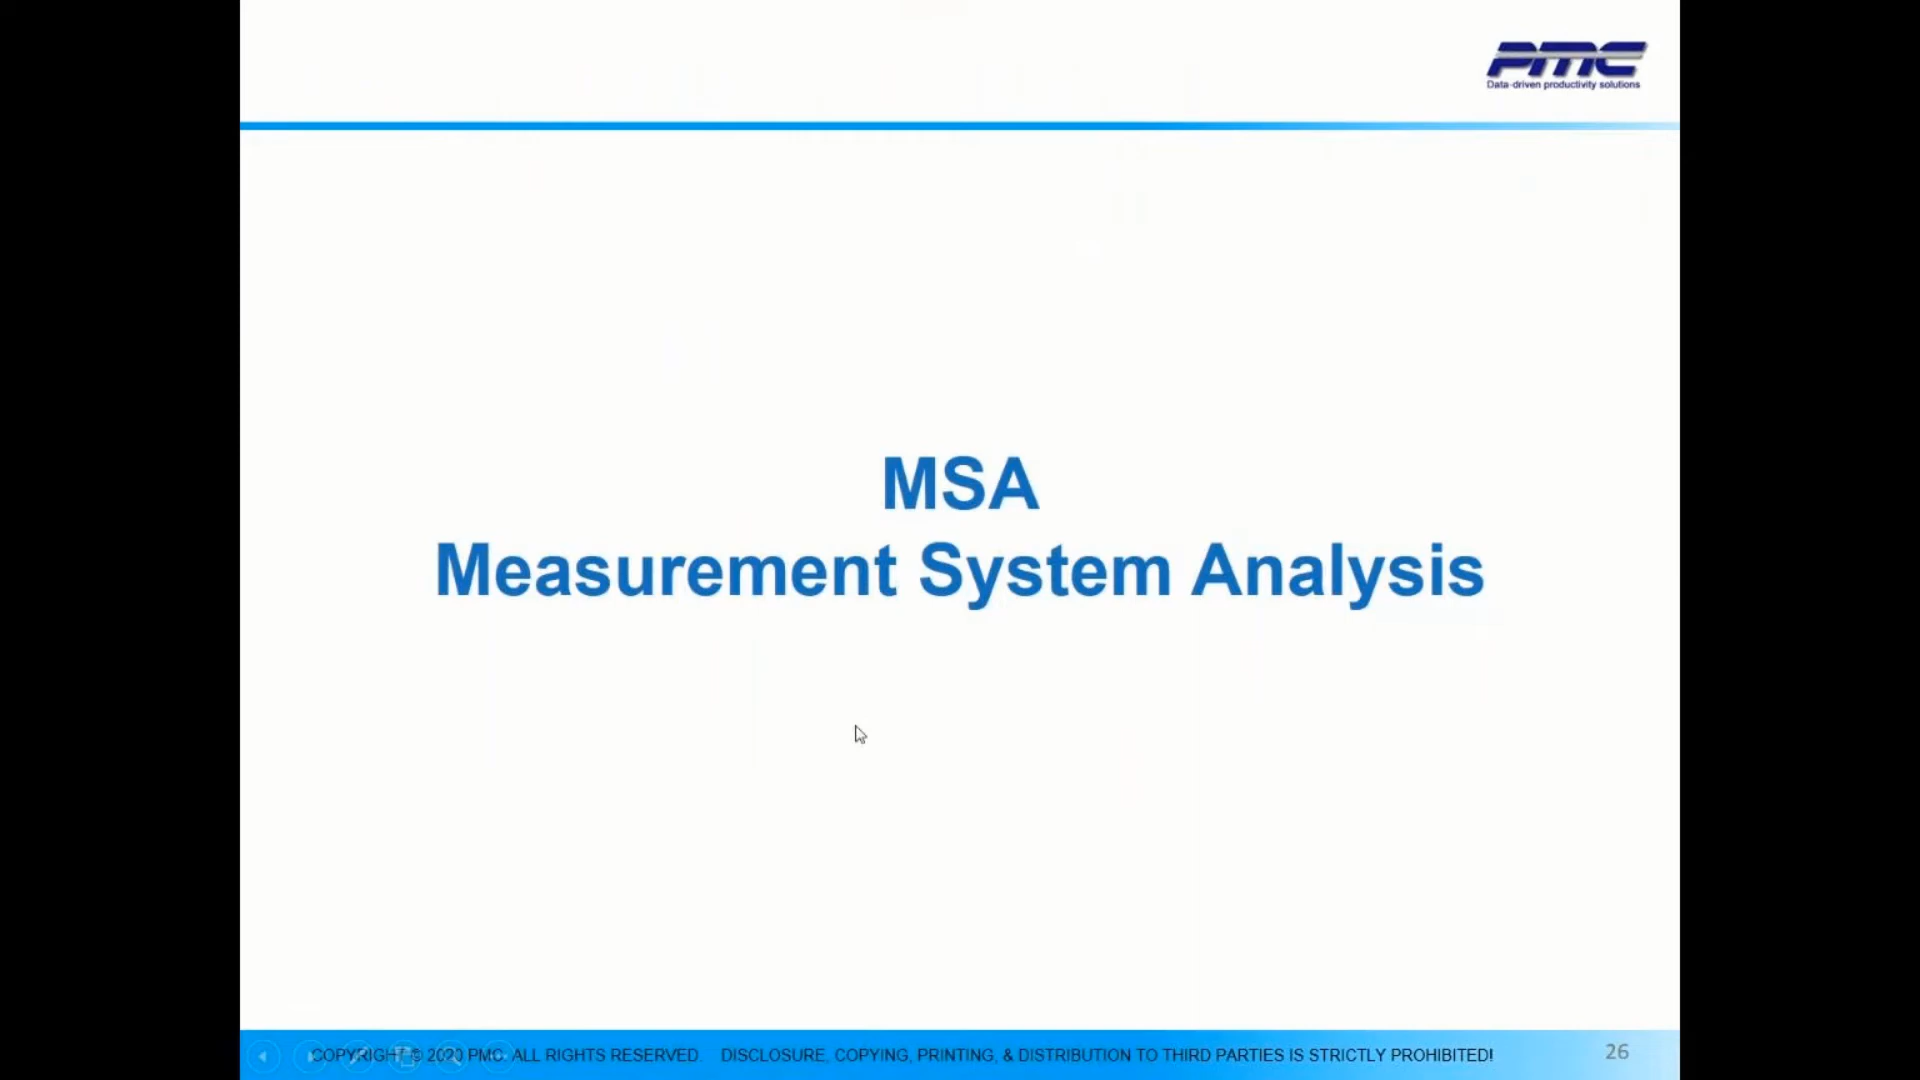 PMC
Data-driven productivity solutions
MSA
Measurement System Analysis
COPYRIGHT © 2020 PMC. ALL RIGHTS RESERVED. DISCLOSURE, COPYING, PRINTING, & DISTRIBUTION TO THIRD PARTIES IS STRICTLY PROHIBITED!
26